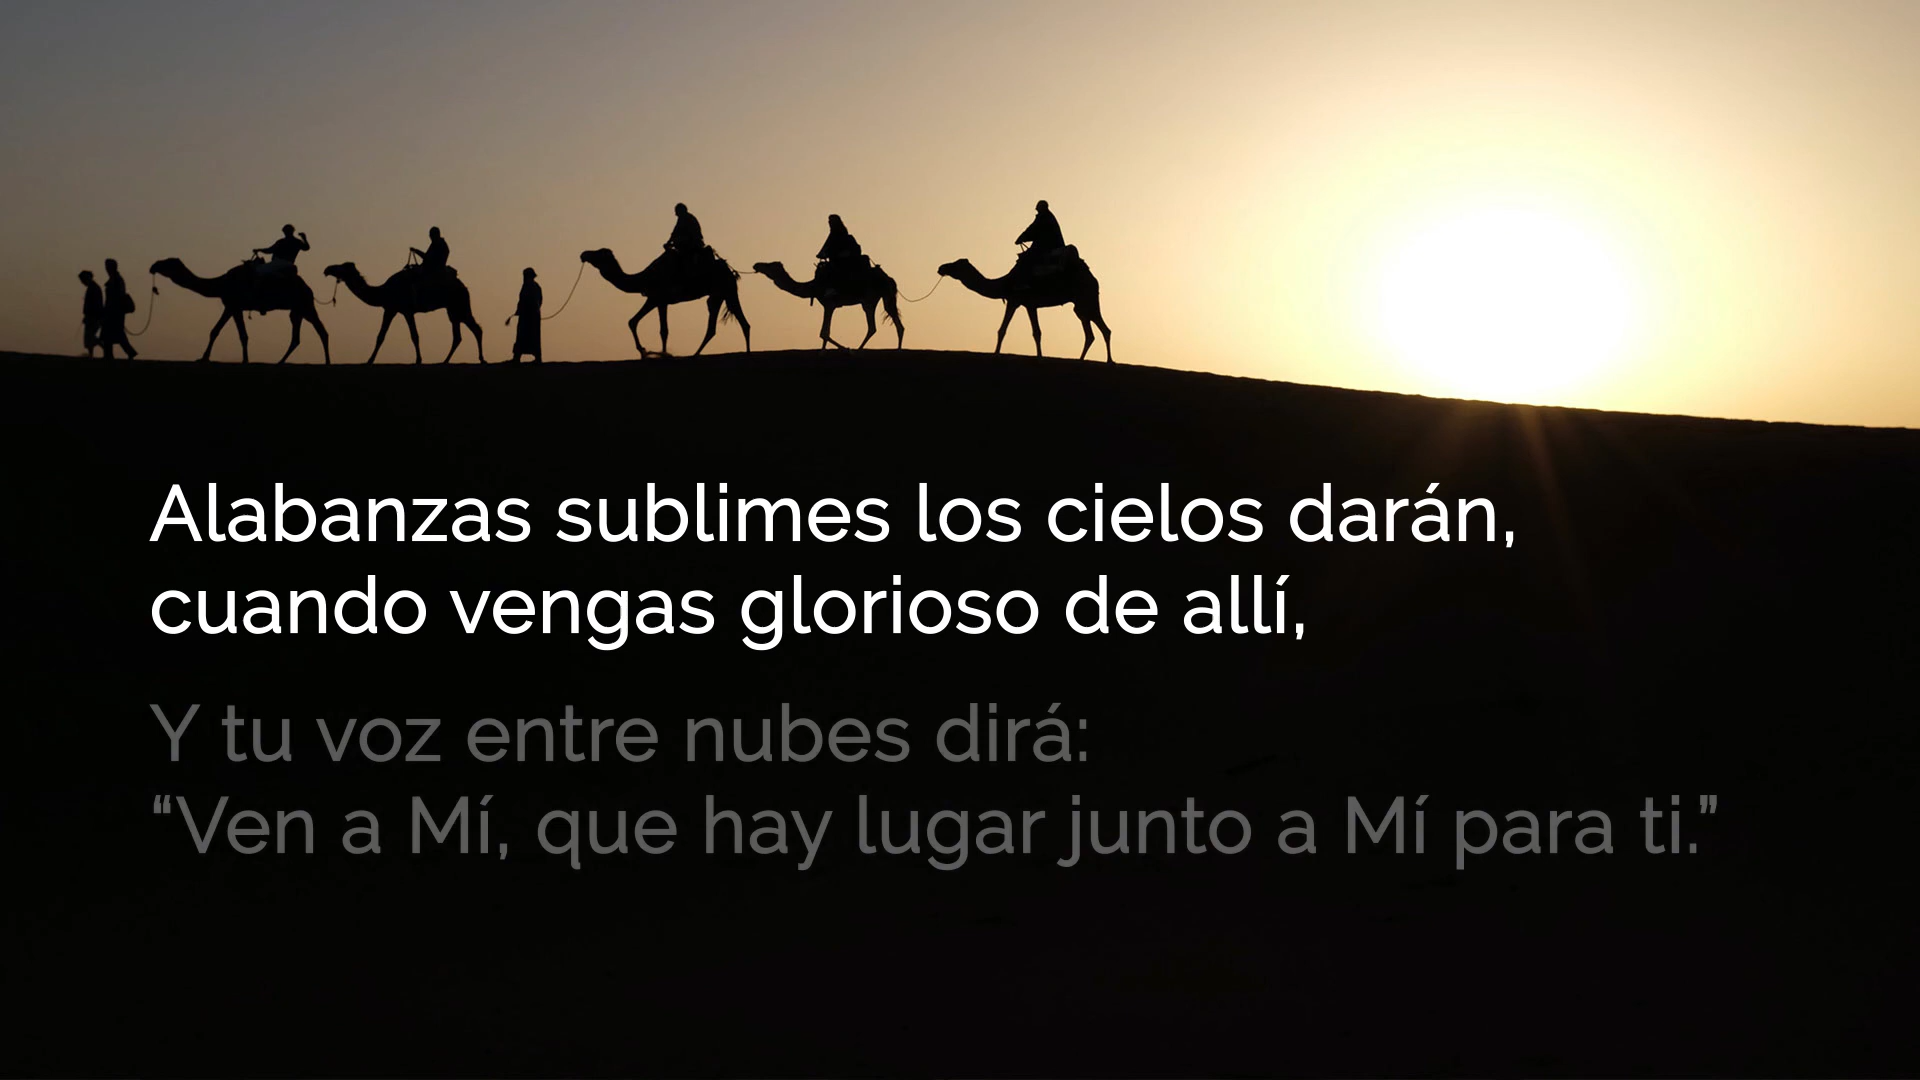 Alabanzas sublimes los cielos darán,
cuando vengas glorioso de allí,
Y tu voz entre nubes dirá:
“Ven a Mí, que hay lugar junto a Mí para ti.”